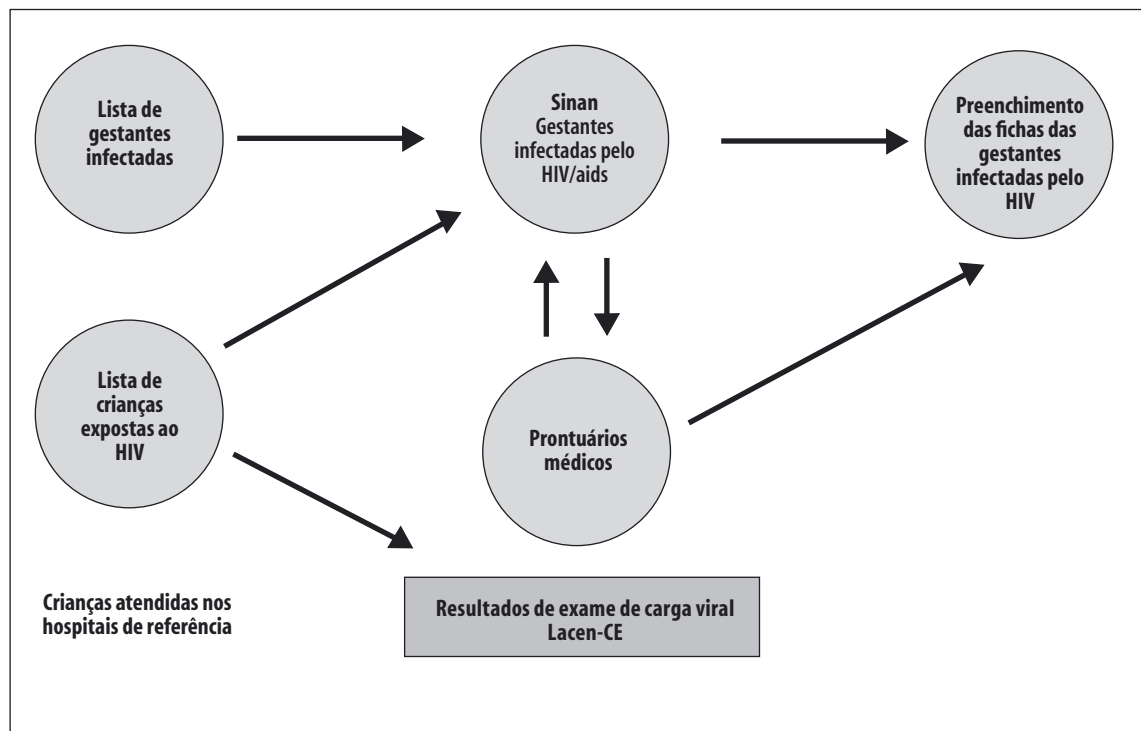 Lista de
gestantes
infectadas
Sinan
Gestantes
infectadas pelo
HIV/aids
Preenchimento
das fichas das
gestantes
infectadas pelo
HIV
Lista de
crianças
expostas ao
HIV
Prontuários
médicos
Crianças atendidas nos
hospitais de referência
Resultados de exame de carga viral
Lacen-CE